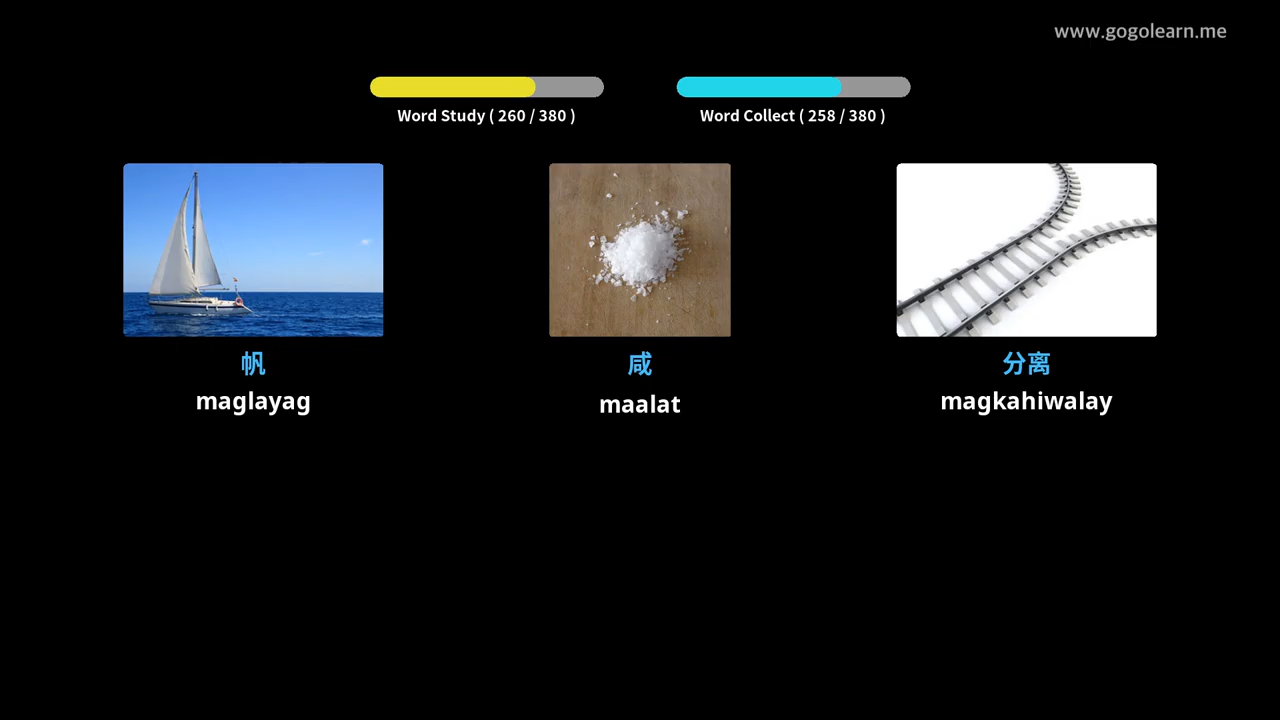 www.gogolearn.me
Word Study ( 260 / 380 )
Word Collect ( 258 / 380 )
帆
咸
分离
maglayag
maalat
magkahiwalay